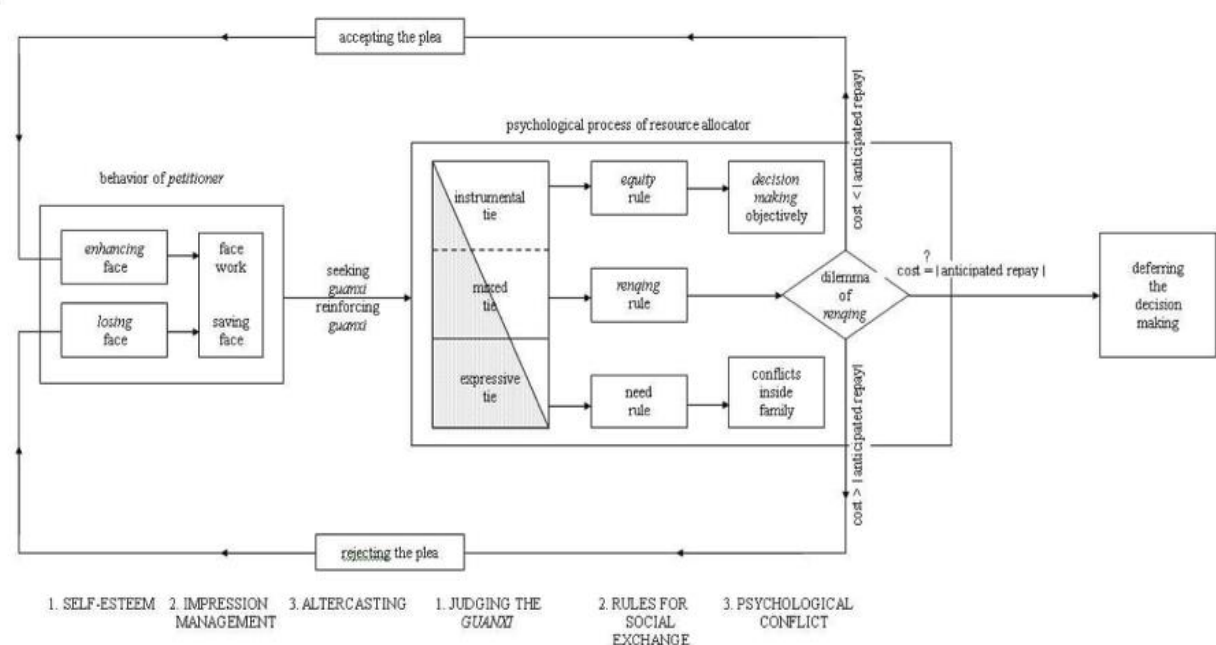 accepting the plea
psychological process of resource allocator
cost < | anticipated repay|
behavior of petitioner
enhancing
face
face
work
losing
face
saving
face
seeking
guanxi
reinforcing
guanxi
instrumental
tie
mixed
tie
expressive
tie
equity
rule
decision
making
objectively
renqing
rule
dilemma
of
renqing
?
cost = | anticipated repay |
deferring
the
decision
making
need
rule
conflicts
inside
family
cost > | anticipated repay|
rejecting the plea
1. SELF-ESTEEM
2. IMPRESSION
MANAGEMENT
3. ALTERCASTING
1. JUDGING THE
GUANXI
2. RULES FOR
SOCIAL
EXCHANGE
3. PSYCHOLOGICAL
CONFLICT